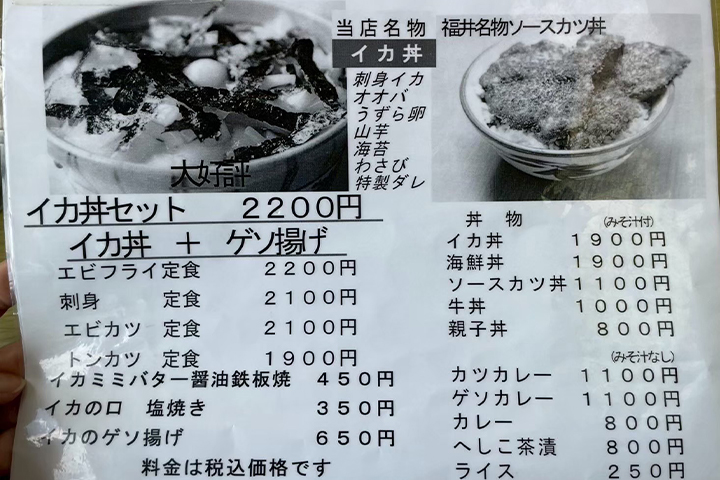 当店名物
イカ丼
刺身イカ
オオバ
うずら卵
山芋
海苔
わさび
特製ダレ
大好評
福井名物ソースカツ丼
イカ丼セット 2200円
イカ丼 + ゲソ揚げ
エビフライ定食 2200円
刺身 定食 2100円
エビカツ 定食 2100円
トンカツ 定食 1900円
イカミミバター醤油鉄板焼 450円
イカの口 塩焼き 350円
イカのゲソ揚げ 650円
料金は税込価格です
丼物 (みそ汁付)
イカ丼 1900円
海鮮丼 1900円
ソースカツ丼 1100円
牛丼 1000円
親子丼 800円
(みそ汁なし)
カツカレー 1100円
ゲソカレー 1100円
カレー 800円
へしこ茶漬 800円
ライス 250円